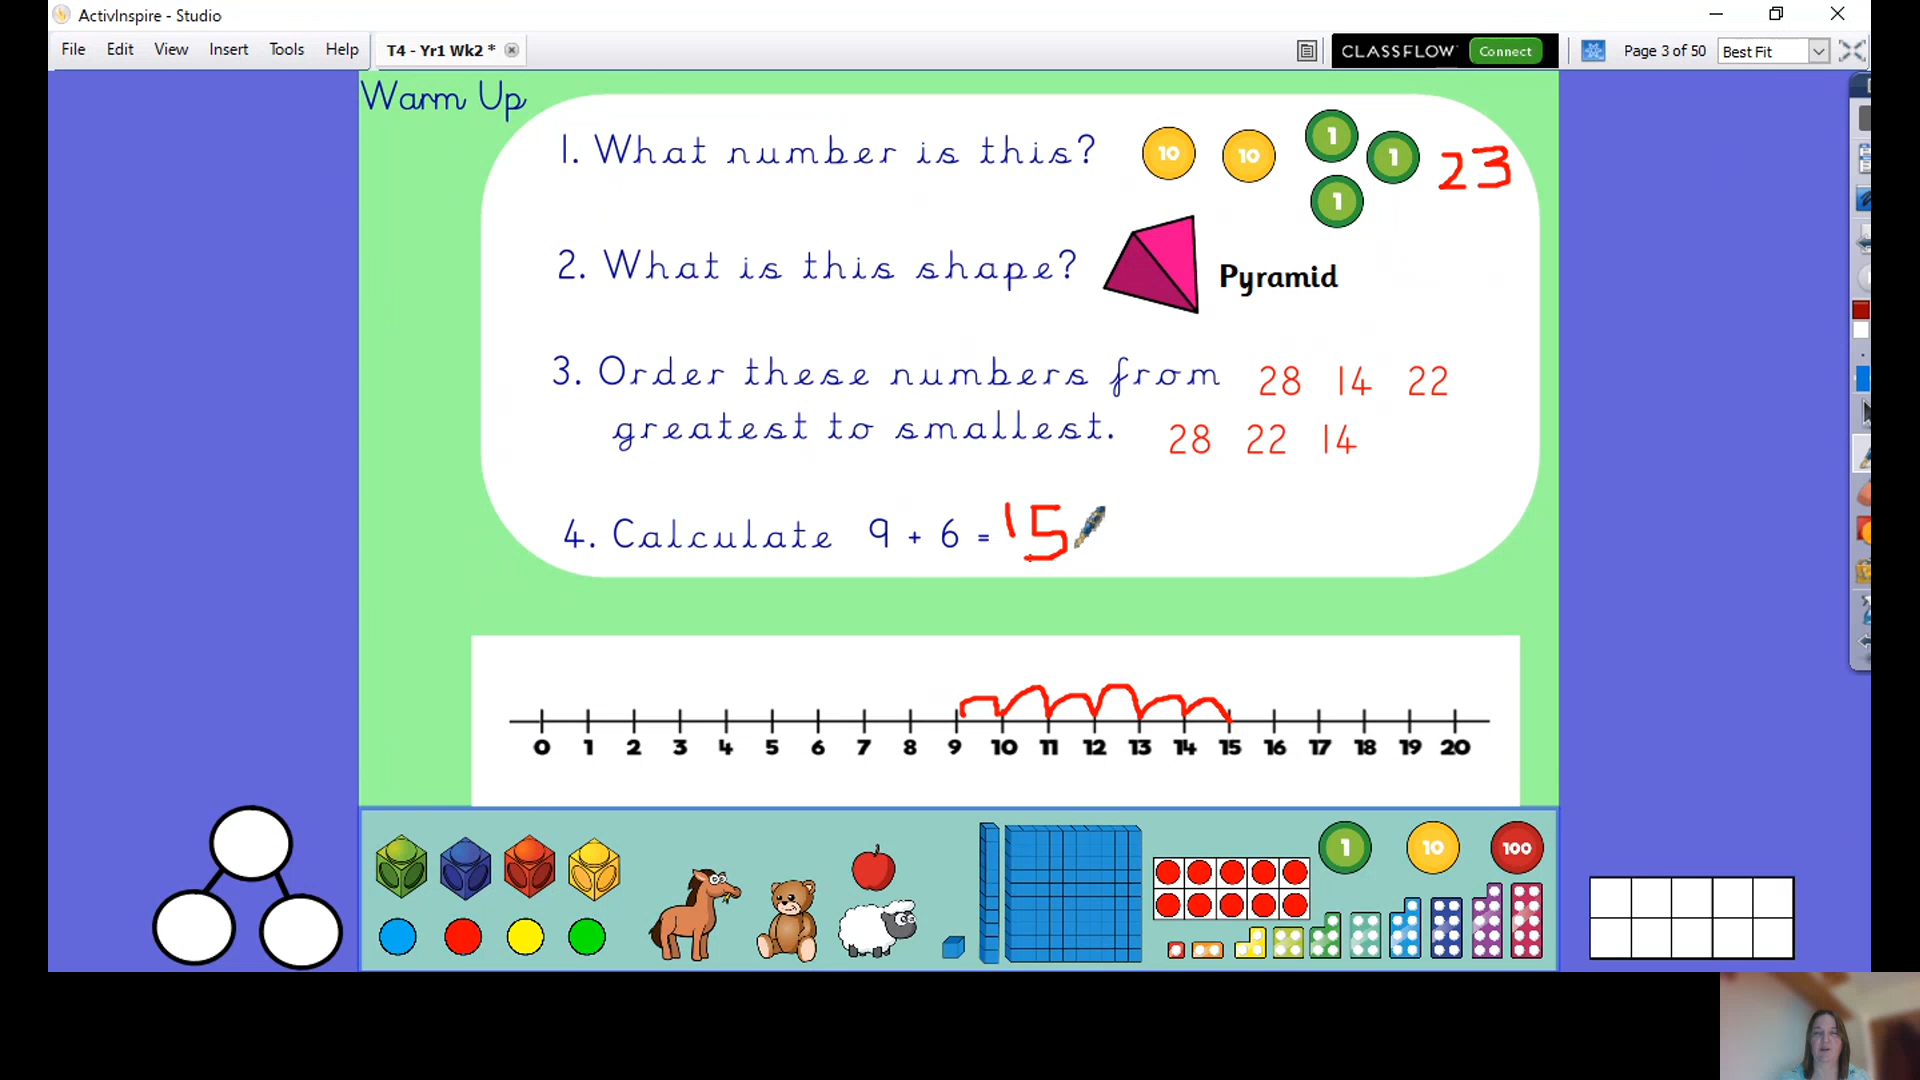 ActivInspire - Studio
File Edit View Insert Tools Help
T4 - Yr1 Wk2 *
CLASSFLOW Connect
Page 3 of 50
Best Fit
Warm Up
1. What number is this? 10 10 1 1 1 23
2. What is this shape? Pyramid
3. Order these numbers from 28 14 22
greatest to smallest. 28 22 14
4. Calculate 9 + 6 = 15
0 1 2 3 4 5 6 7 8 9 10 11 12 13 14 15 16 17 18 19 20
1 10 100